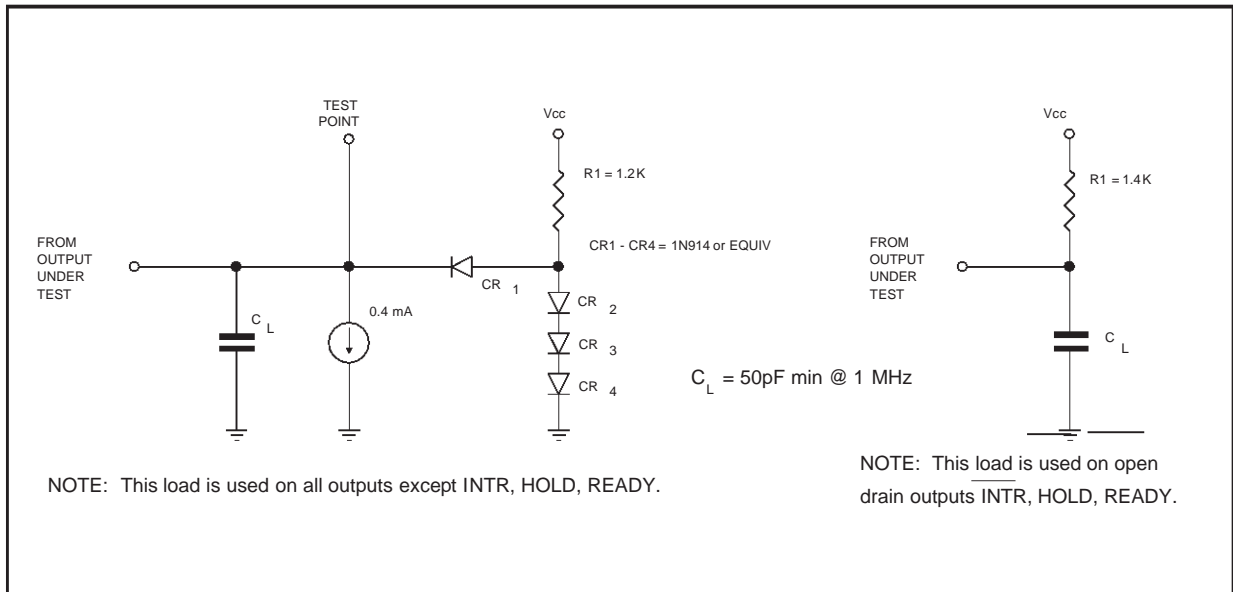 TEST
POINT
Vcc
R1 = 1.2K
FROM
OUTPUT
UNDER
TEST
CR1 - CR4 = 1N914 or EQUIV
CR 1
CR 2
CR 3
CR 4
0.4 mA
C L
C L = 50pF min @ 1 MHz
NOTE: This load is used on all outputs except INTR, HOLD, READY.
Vcc
R1 = 1.4K
FROM
OUTPUT
UNDER
TEST
C L
NOTE: This load is used on open
drain outputs INTR, HOLD, READY.